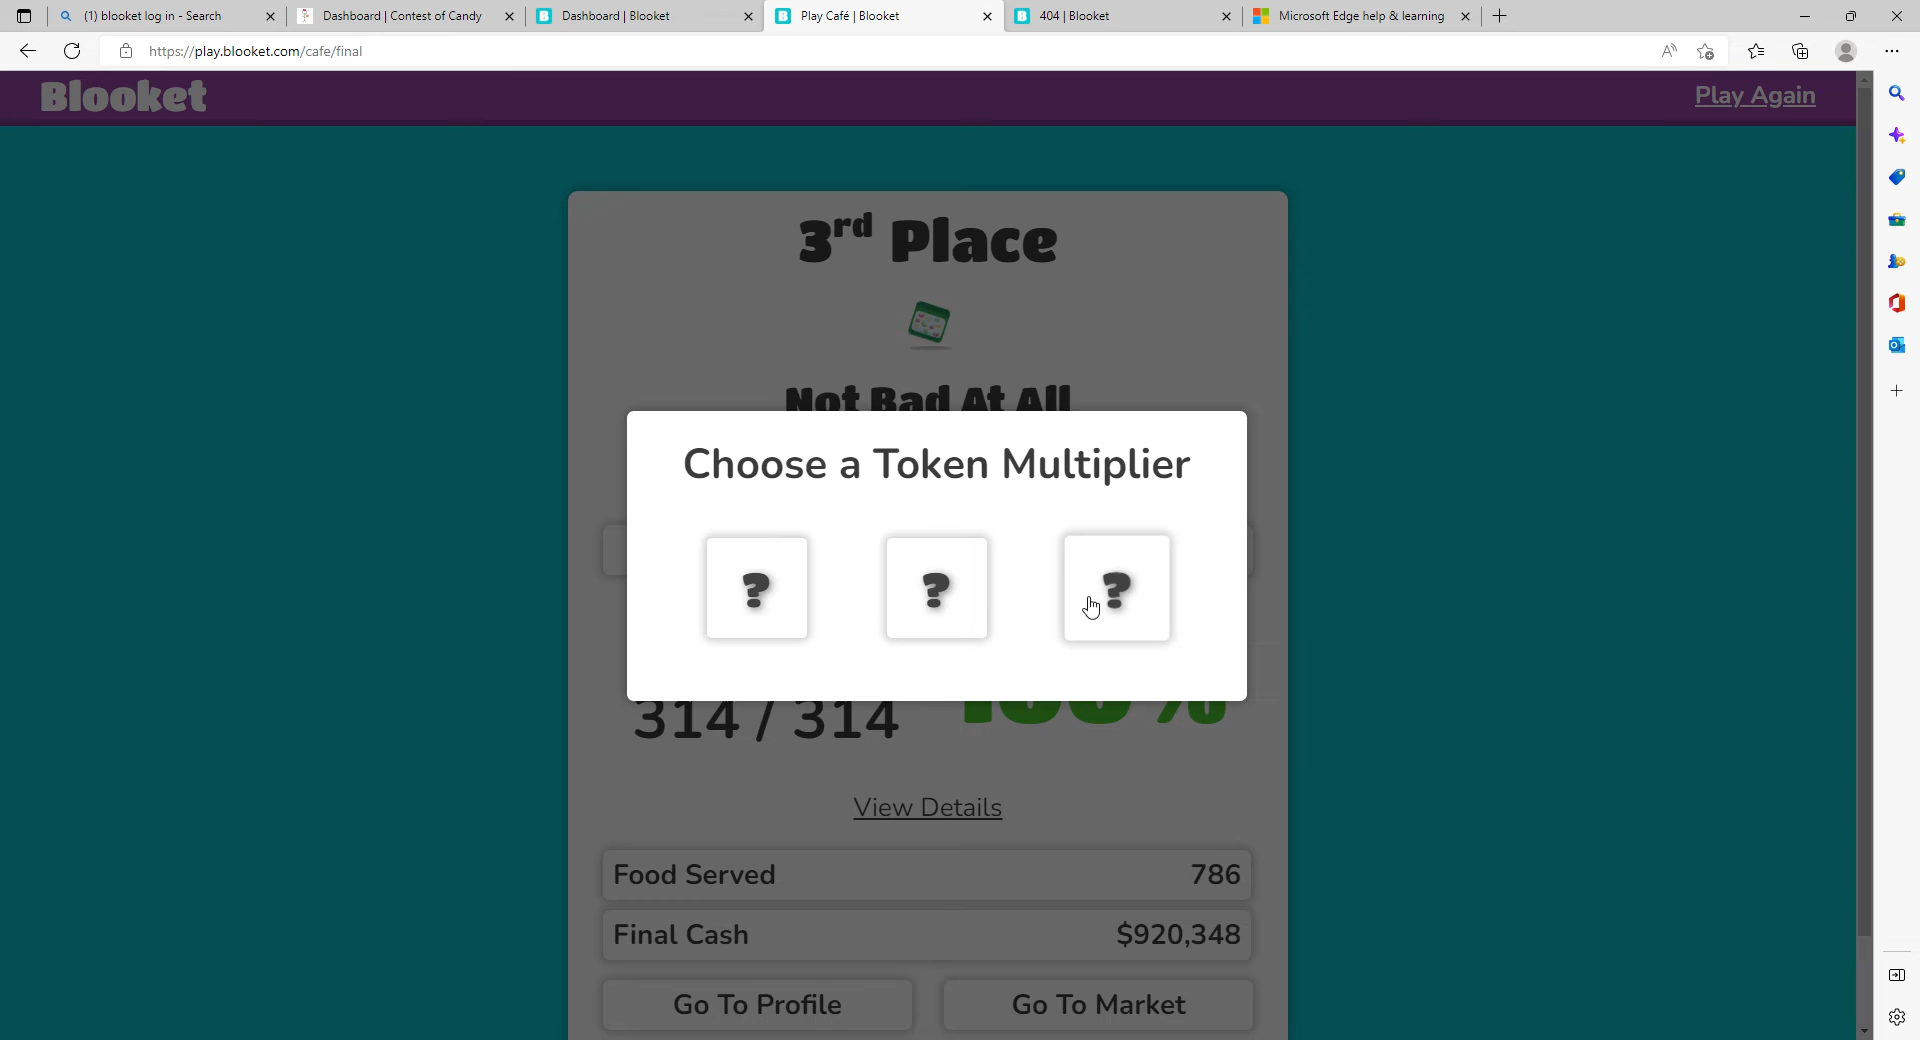 (1) blooket log in - Search
Dashboard | Contest of Candy
Dashboard | Blooket
Play Café | Blooket
404 | Blooket
Microsoft Edge help & learning
https://play.blooket.com/cafe/final
Blooket
Play Again
3rd Place
Not Bad At All
Choose a Token Multiplier
? ? ?
314 / 314
100%
View Details
Food Served 786
Final Cash $920,348
Go To Profile
Go To Market